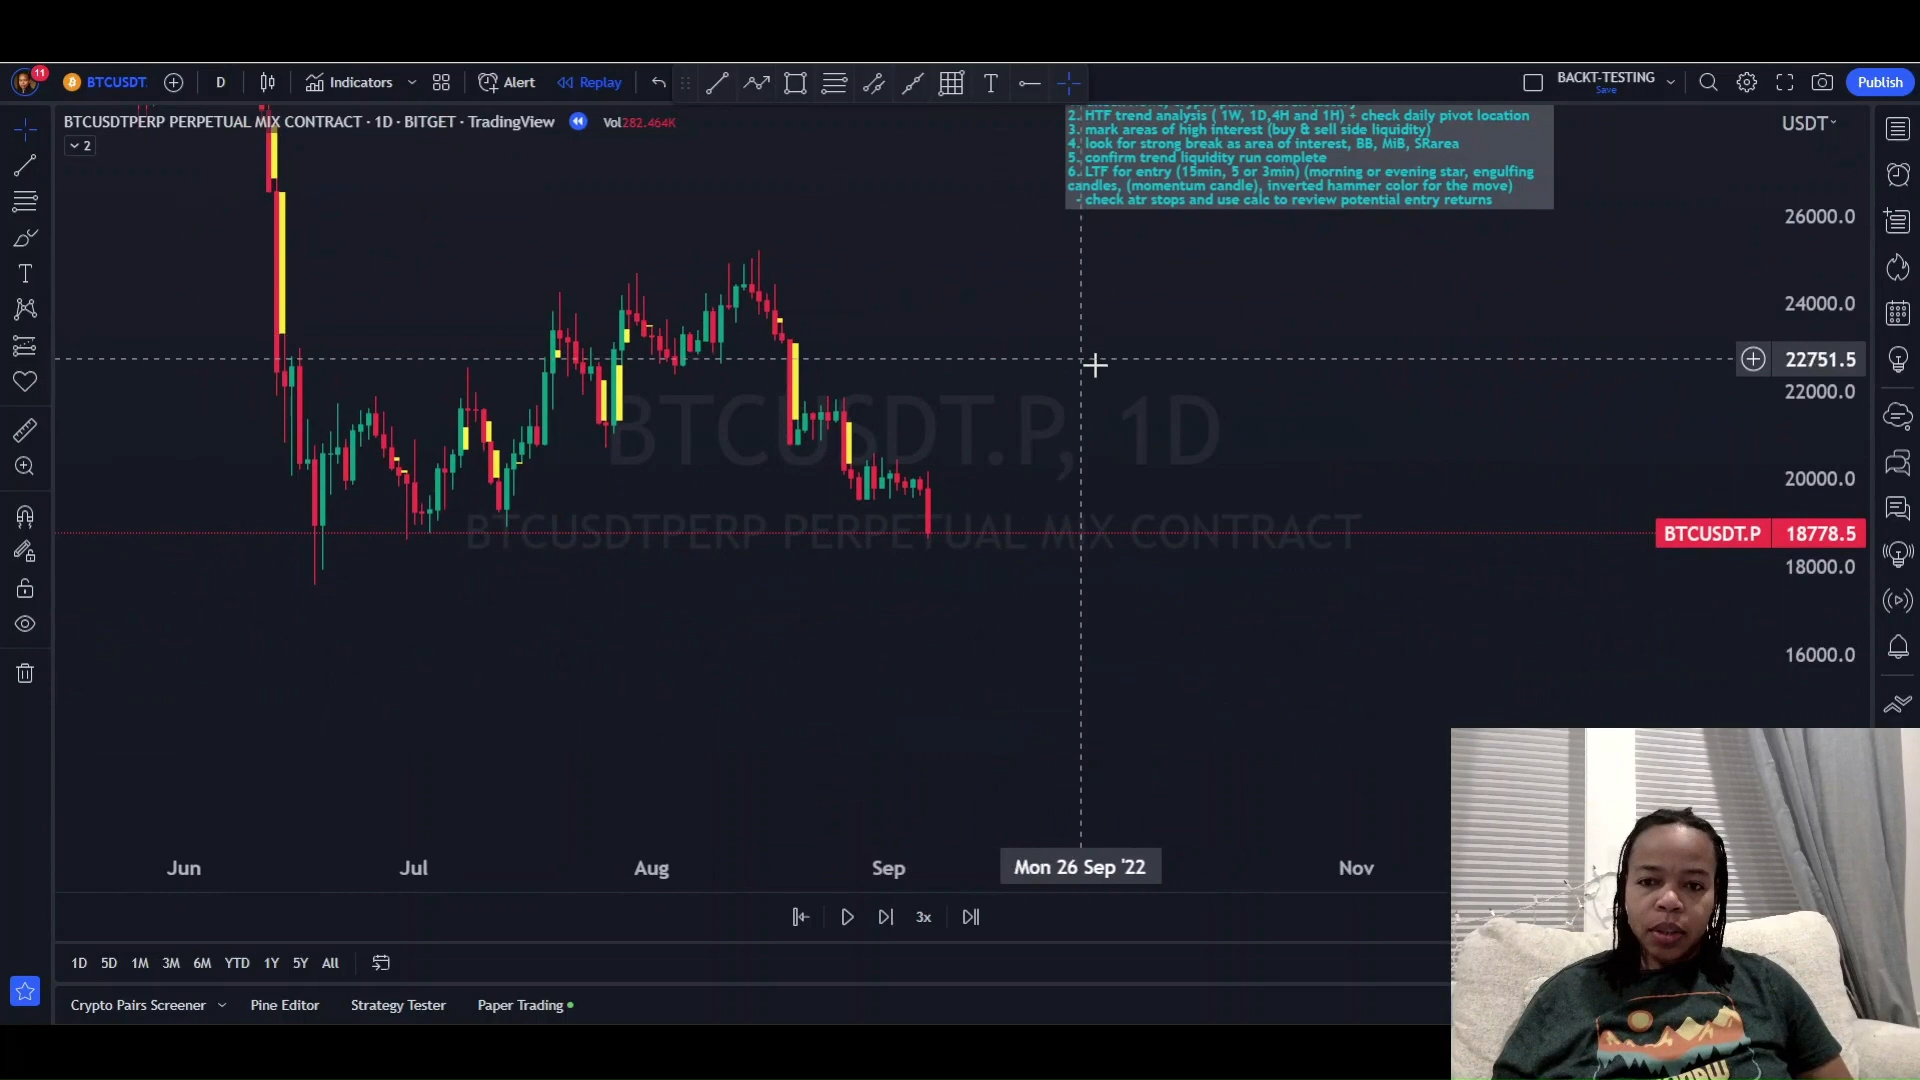 11
BTCUSDT
D
Indicators
Alert
Replay
T
BACKT-TESTING
Save
Publish
BTCUSDTPERP PERPETUAL MIX CONTRACT · 1D · BITGET · TradingView
Vol282.464K
2
2. HTF trend analysis ( 1W, 1D,4H and 1H) + check daily pivot location
3. mark areas of high interest (buy & sell side liquidity)
4. look for strong break as area of interest, BB, MiB, SRarea
5. confirm trend liquidity run complete
6. LTF for entry (15min, 5 or 3min) (morning or evening star, engulfing
candles, (momentum candle), inverted hammer color for the move)
- check atr stops and use calc to review potential entry returns
USDT
26000.0
24000.0
22751.5
22000.0
20000.0
BTCUSDT.P 18778.5
18000.0
16000.0
BTCUSDT.P, 1D
BTCUSDTPERP PERPETUAL MIX CONTRACT
Jun
Jul
Aug
Sep
Mon 26 Sep '22
Nov
3x
1D 5D 1M 3M 6M YTD 1Y 5Y All
Crypto Pairs Screener
Pine Editor
Strategy Tester
Paper Trading